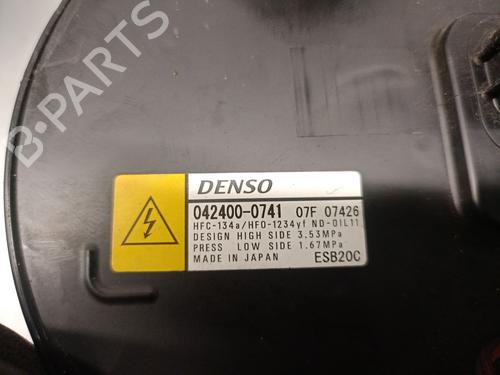 B-PARTS
DENSO
042400-0741 07F 07426
HFC-134a/HFO-1234yf ND-OIL11
DESIGN HIGH SIDE 3.53MPa
PRESS LOW SIDE 1.67MPa
MADE IN JAPAN ESB20C